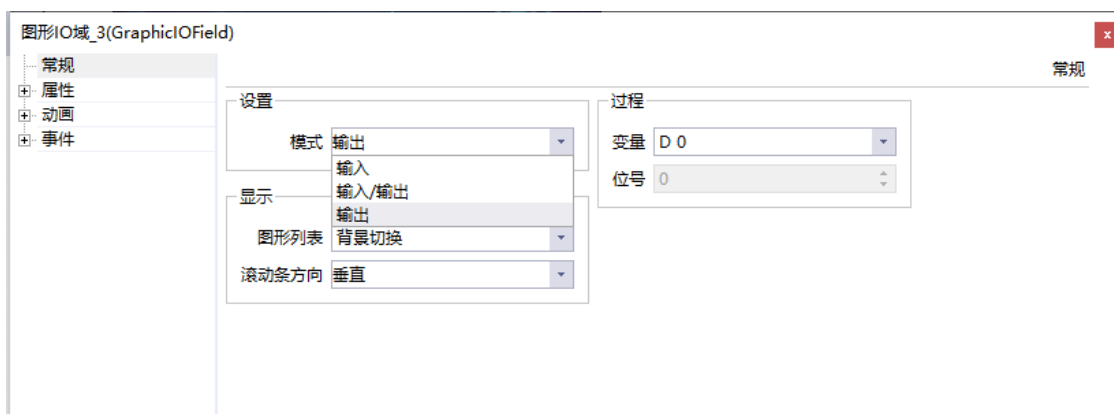 图形IO域_3(GraphicIOField)
x
常规
属性
动画
事件
常规
设置
模式 输出
输入
输入/输出
输出
显示
图形列表 背景切换
滚动条方向 垂直
过程
变量 D 0
位号 0